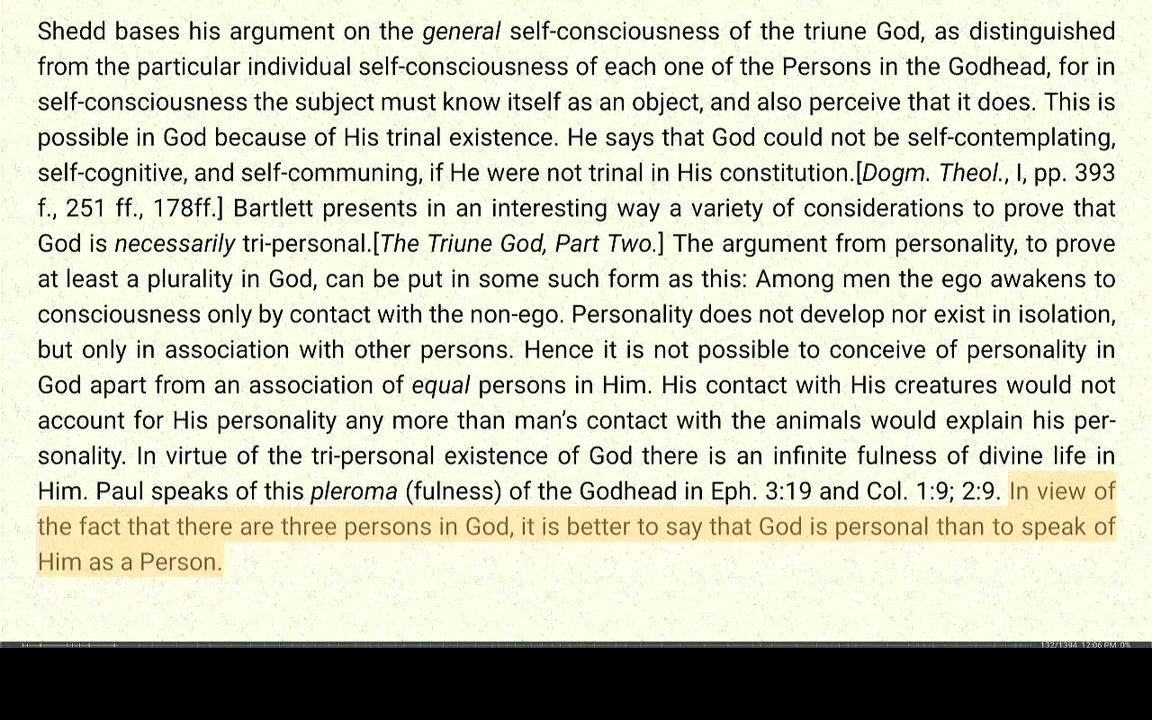 Shedd bases his argument on the general self-consciousness of the triune God, as distinguished
from the particular individual self-consciousness of each one of the Persons in the Godhead, for in
self-consciousness the subject must know itself as an object, and also perceive that it does. This is
possible in God because of His trinal existence. He says that God could not be self-contemplating,
self-cognitive, and self-communing, if He were not trinal in His constitution.[Dogm. Theol., I, pp. 393
f., 251 ff., 178ff.] Bartlett presents in an interesting way a variety of considerations to prove that
God is necessarily tri-personal.[The Triune God, Part Two.] The argument from personality, to prove
at least a plurality in God, can be put in some such form as this: Among men the ego awakens to
consciousness only by contact with the non-ego. Personality does not develop nor exist in isolation,
but only in association with other persons. Hence it is not possible to conceive of personality in
God apart from an association of equal persons in Him. His contact with His creatures would not
account for His personality any more than man’s contact with the animals would explain his per-
sonality. In virtue of the tri-personal existence of God there is an infinite fulness of divine life in
Him. Paul speaks of this pleroma (fulness) of the Godhead in Eph. 3:19 and Col. 1:9; 2:9. In view of
the fact that there are three persons in God, it is better to say that God is personal than to speak of
Him as a Person.
132/1394 12:06 PM 0%